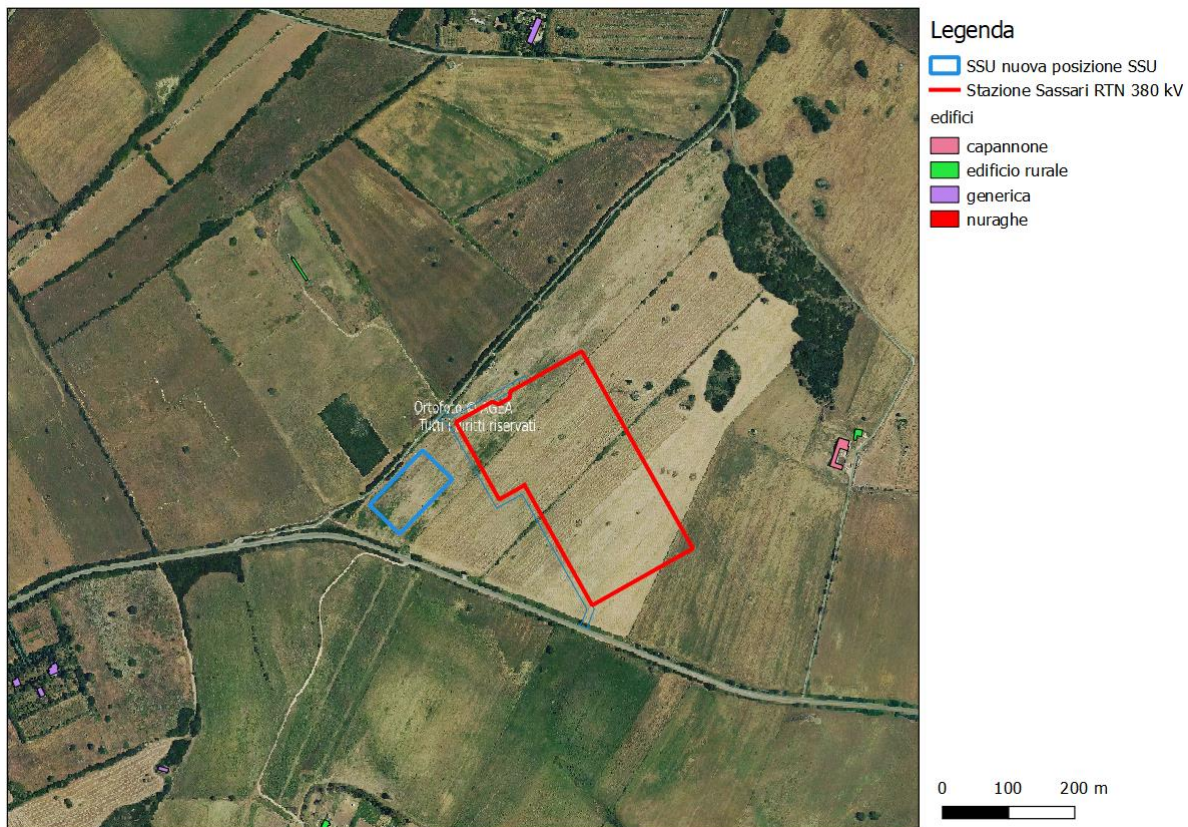 Legenda
SSU nuova posizione SSU
Stazione Sassari RTN 380 kV
edifici
capannone
edificio rurale
generica
nuraghe
Ortofoto © AGEA
Tutti i diritti riservati
0 100 200 m